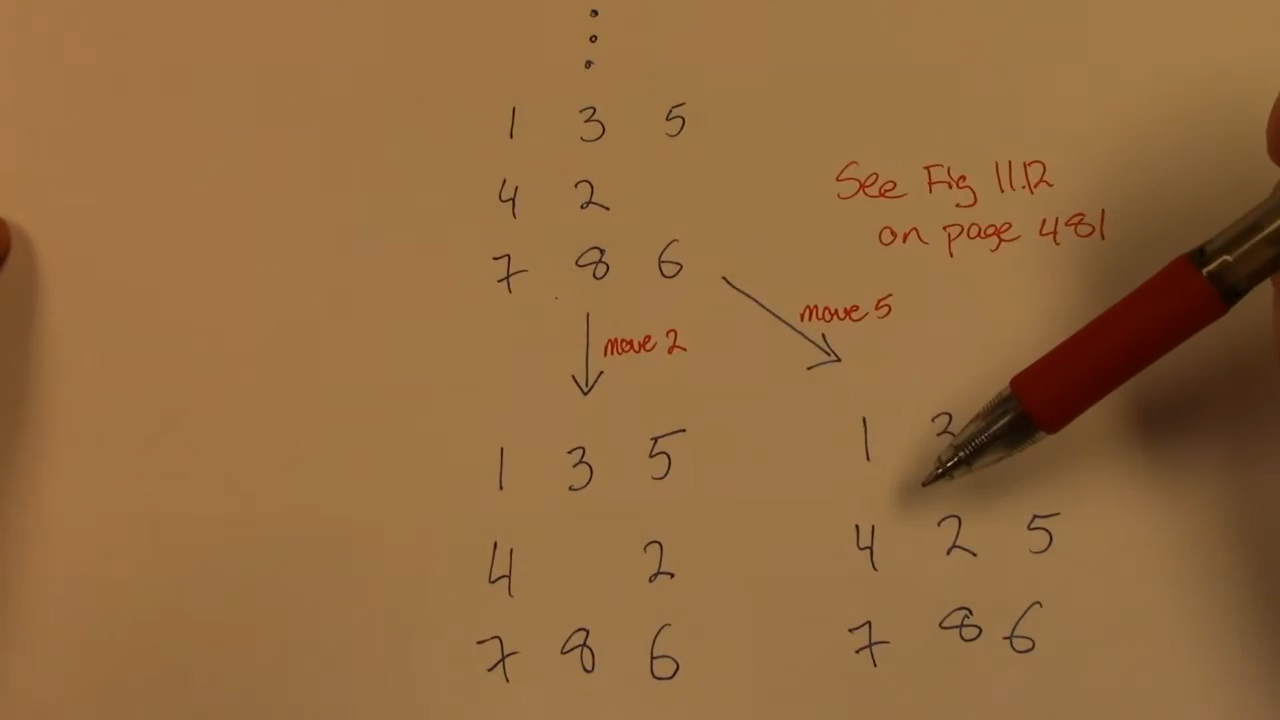 1 3 5
4 2
7 8 6
See Fig 11.12
on page 481
move 2
move 5
1 3 5
4 2
7 8 6
1 3
4 2 5
7 8 6